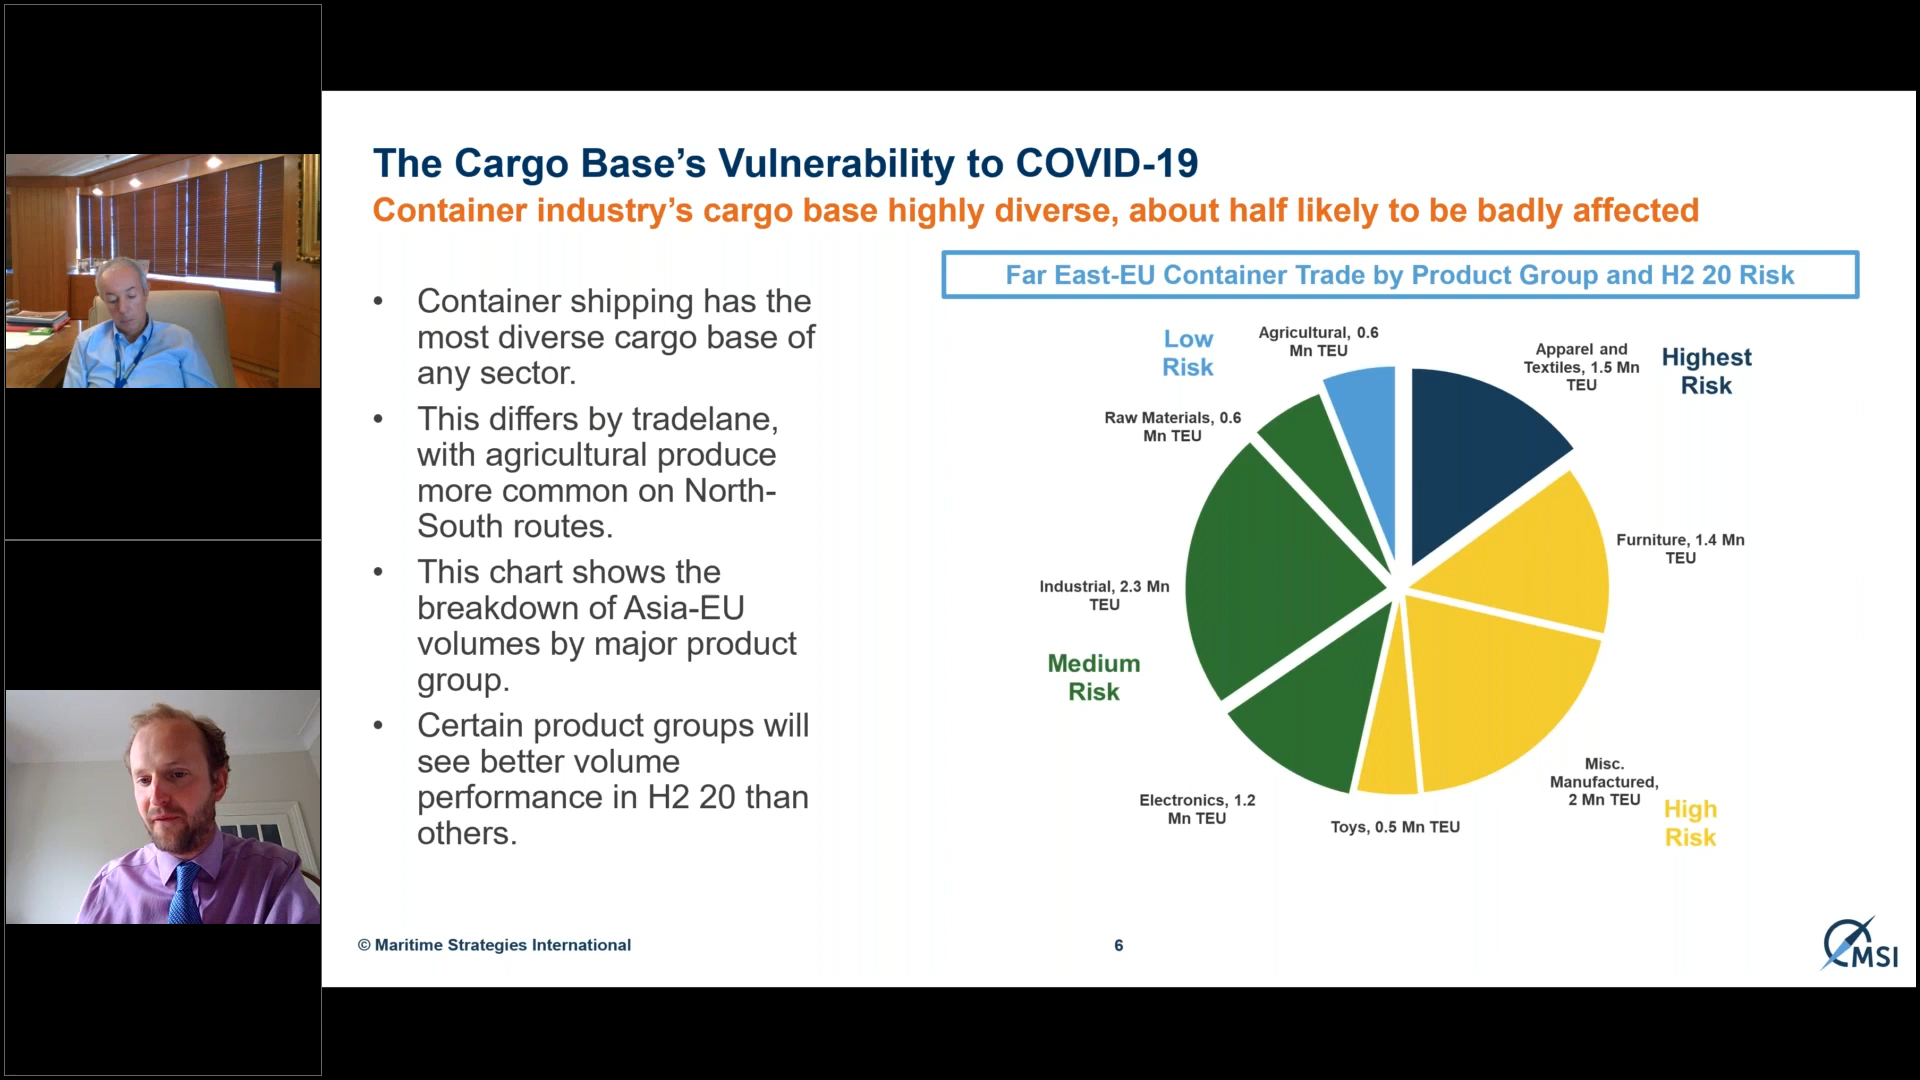 The Cargo Base’s Vulnerability to COVID-19
Container industry’s cargo base highly diverse, about half likely to be badly affected
• Container shipping has the
most diverse cargo base of
any sector.
• This differs by tradelane,
with agricultural produce
more common on North-
South routes.
• This chart shows the
breakdown of Asia-EU
volumes by major product
group.
• Certain product groups will
see better volume
performance in H2 20 than
others.
Far East-EU Container Trade by Product Group and H2 20 Risk
Low
Risk
Agricultural, 0.6
Mn TEU
Apparel and
Textiles, 1.5 Mn
TEU
Highest
Risk
Raw Materials, 0.6
Mn TEU
Furniture, 1.4 Mn
TEU
Industrial, 2.3 Mn
TEU
Medium
Risk
Misc.
Manufactured,
2 Mn TEU
High
Risk
Electronics, 1.2
Mn TEU
Toys, 0.5 Mn TEU
© Maritime Strategies International
6
MSI